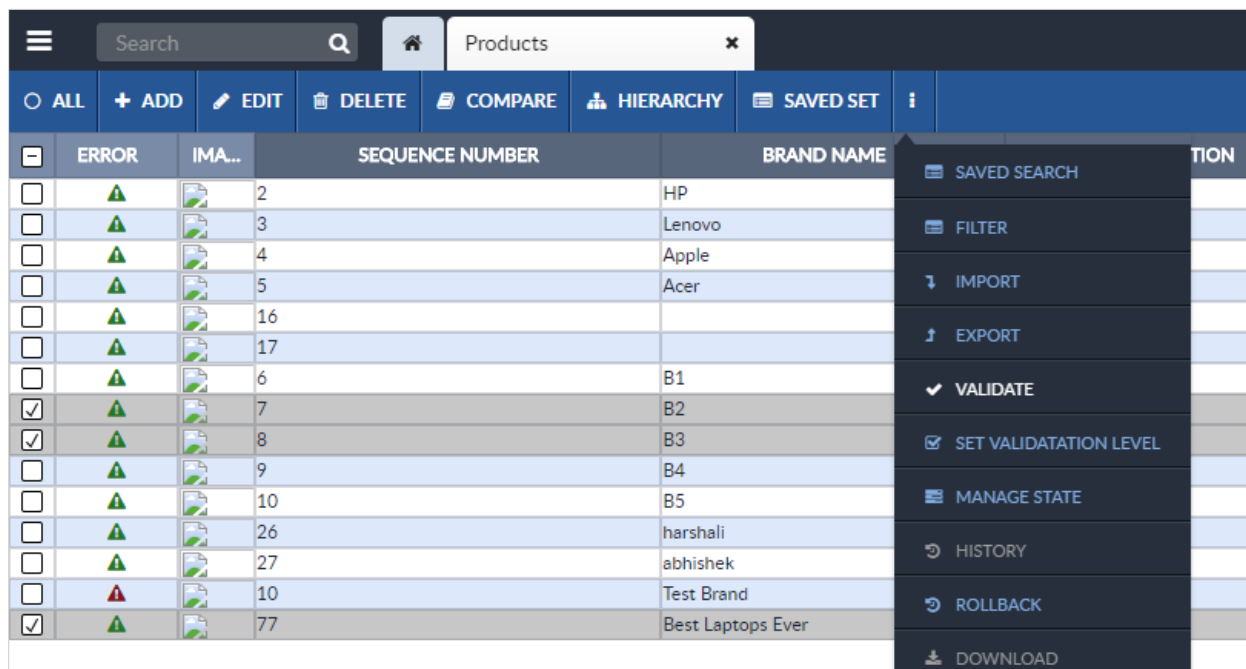 Search Products
ALL ADD EDIT DELETE COMPARE HIERARCHY SAVED SET
ERROR IMA... SEQUENCE NUMBER BRAND NAME TION
2 HP
3 Lenovo
4 Apple
5 Acer
16
17
6 B1
7 B2
8 B3
9 B4
10 B5
26 harshali
27 abhishek
10 Test Brand
77 Best Laptops Ever
SAVED SEARCH
FILTER
IMPORT
EXPORT
VALIDATE
SET VALIDATATION LEVEL
MANAGE STATE
HISTORY
ROLLBACK
DOWNLOAD